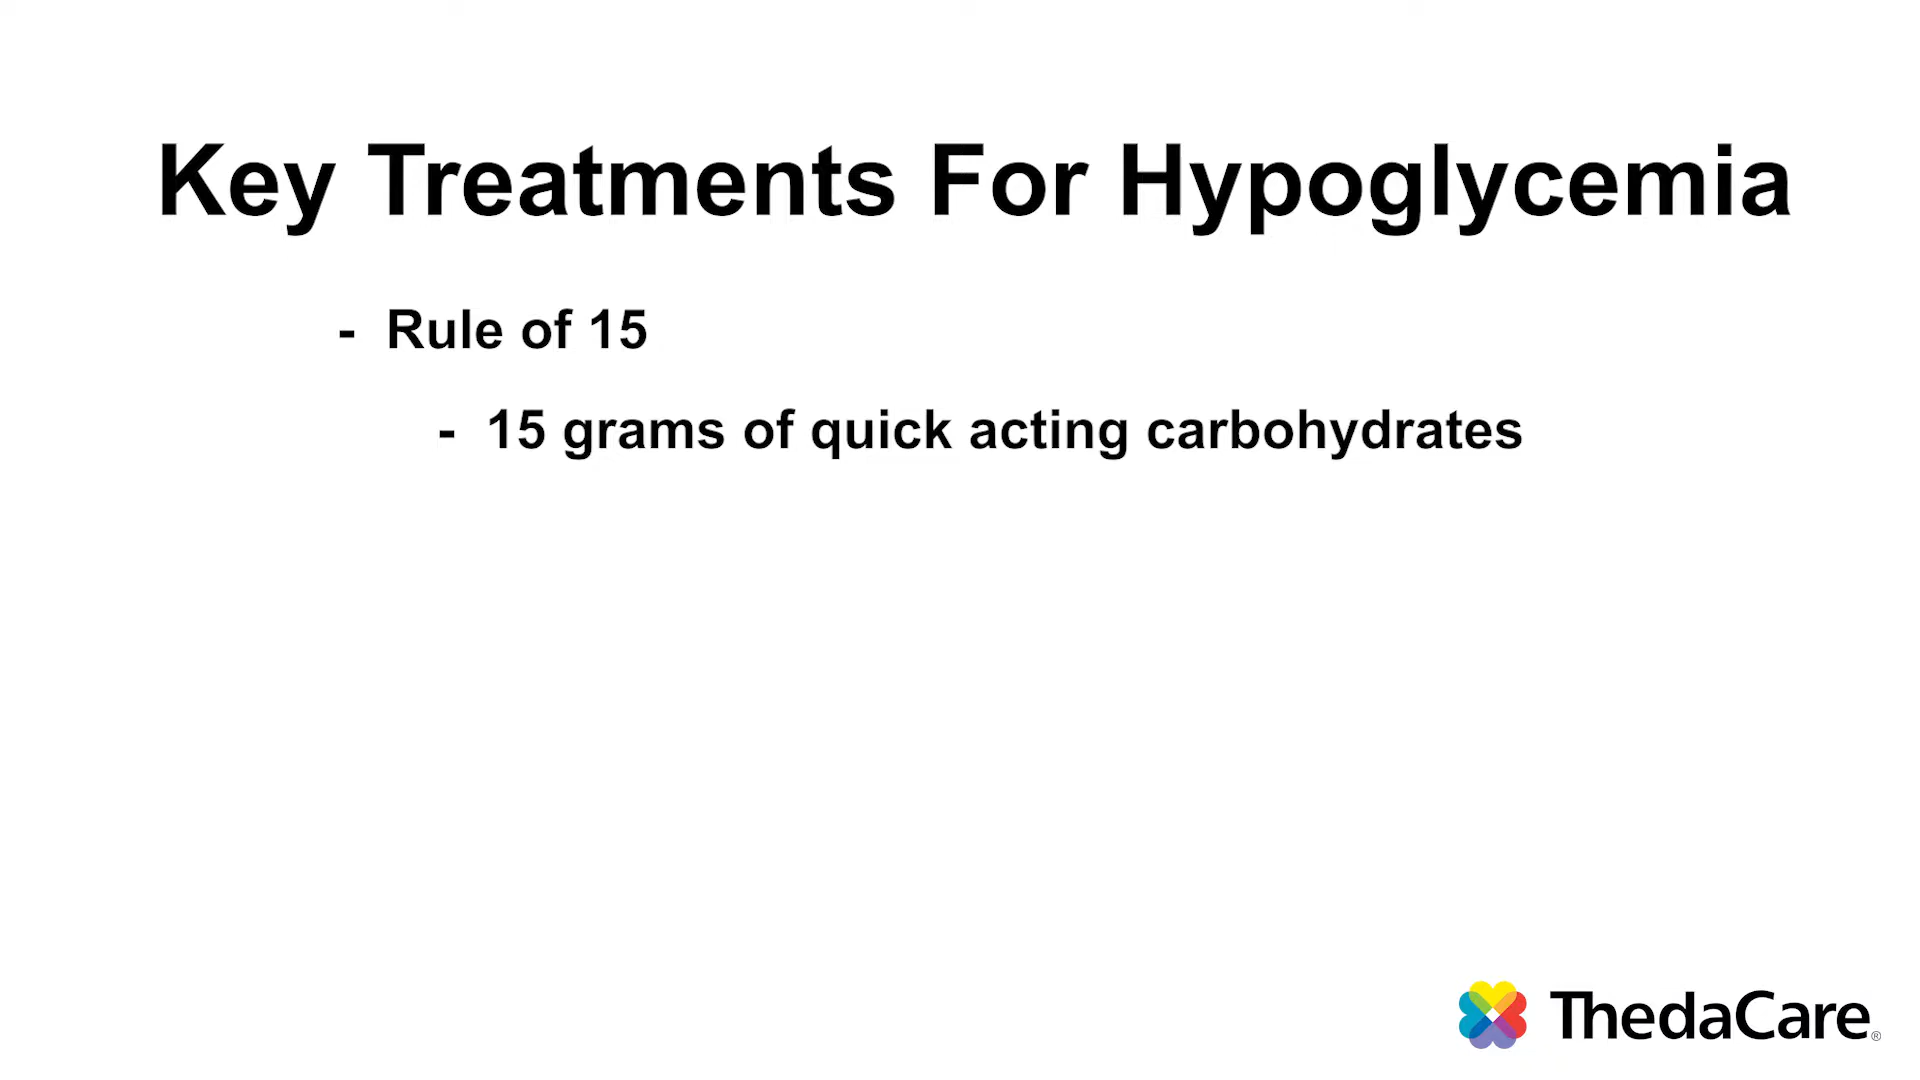 Key Treatments For Hypoglycemia
- Rule of 15
- 15 grams of quick acting carbohydrates
ThedaCare®